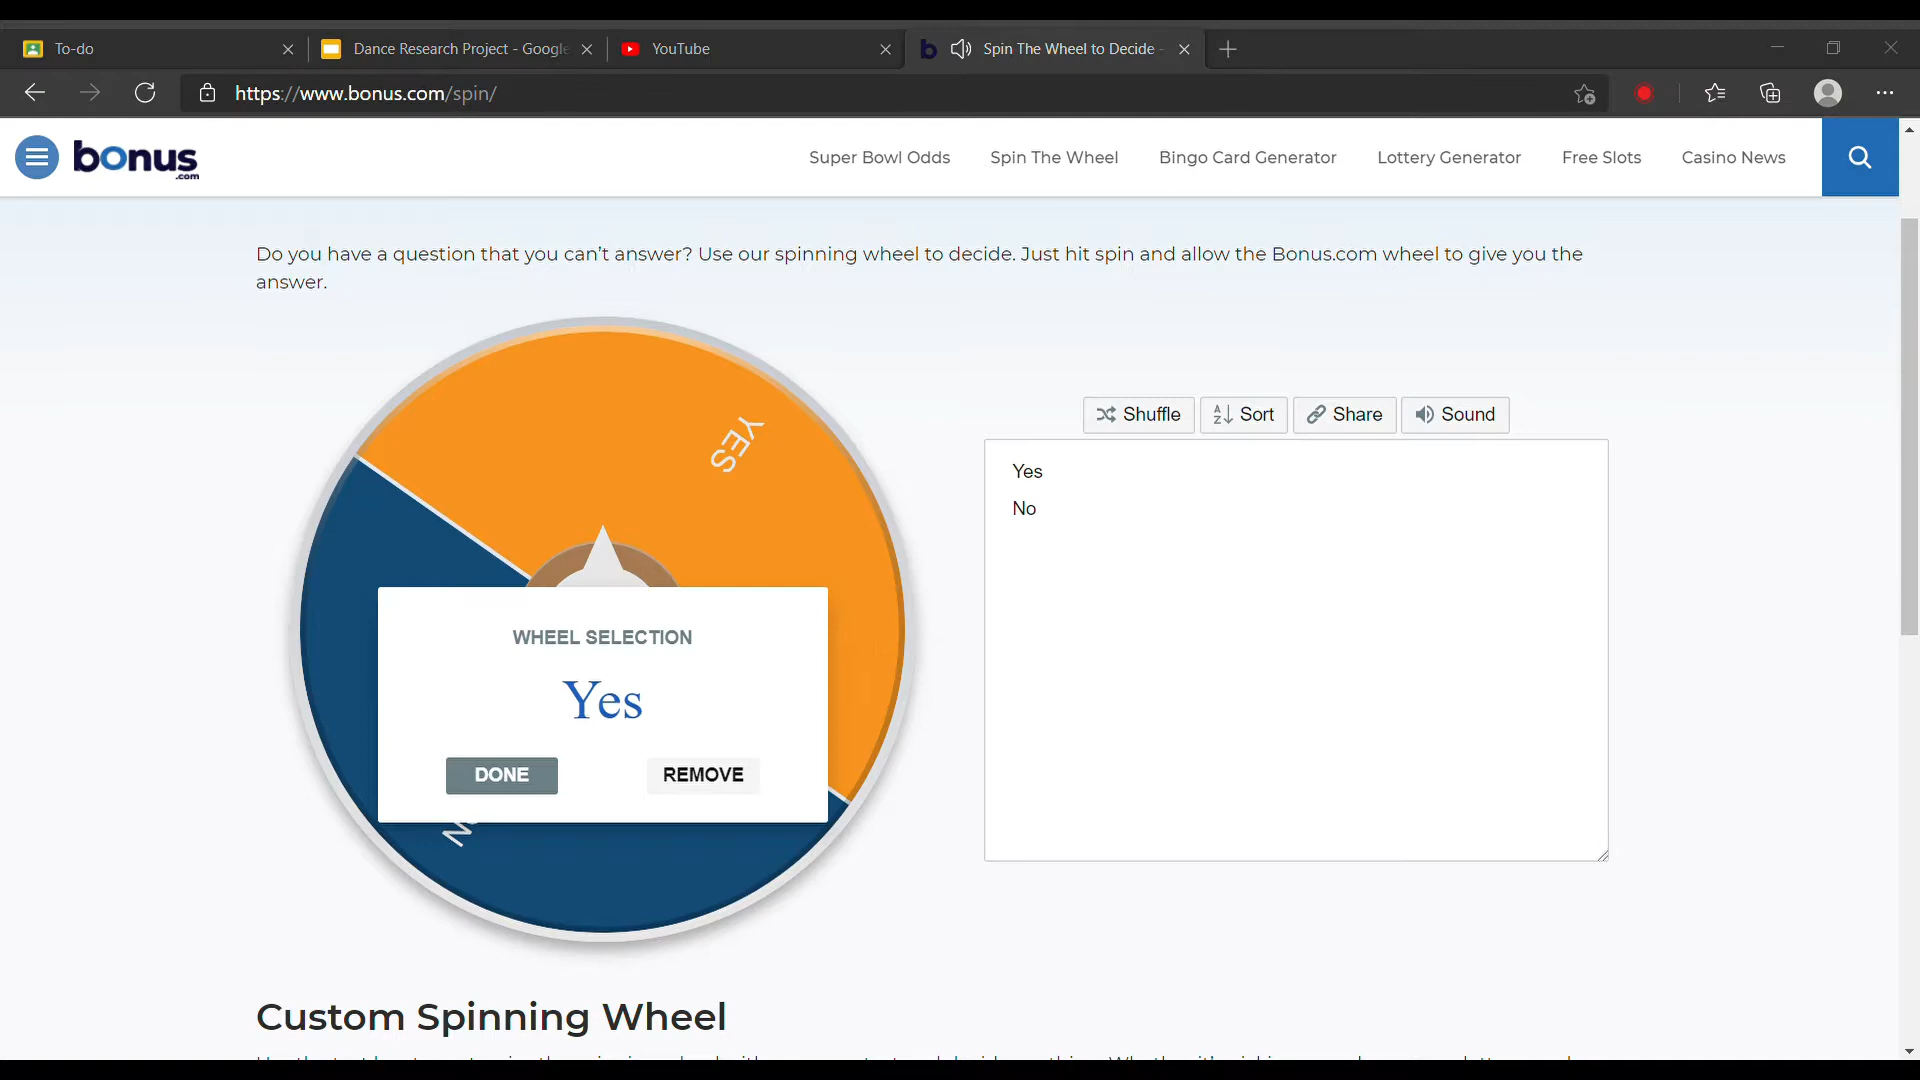 To-do
Dance Research Project - Google
YouTube
Spin The Wheel to Decide -
https://www.bonus.com/spin/
bonus
.com
Super Bowl Odds
Spin The Wheel
Bingo Card Generator
Lottery Generator
Free Slots
Casino News
Do you have a question that you can't answer? Use our spinning wheel to decide. Just hit spin and allow the Bonus.com wheel to give you the
answer.
YES
Shuffle
Sort
Share
Sound
Yes
No
WHEEL SELECTION
Yes
DONE
REMOVE
Custom Spinning Wheel